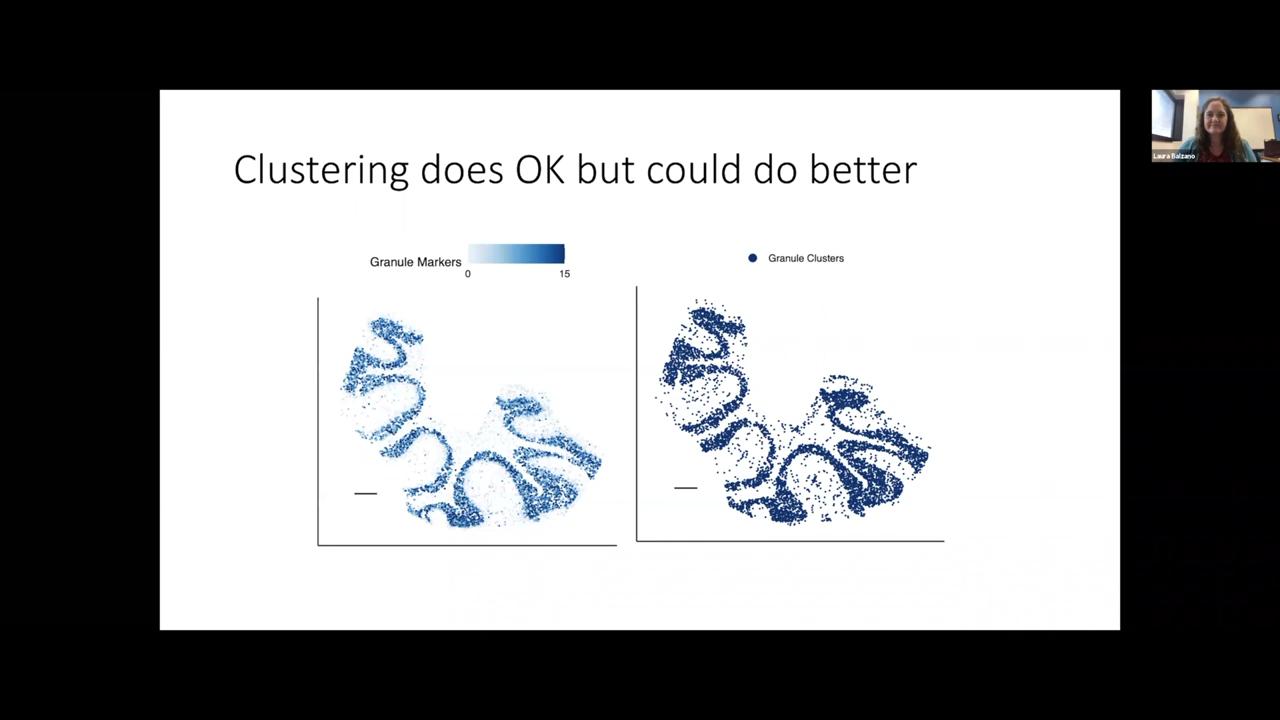 Clustering does OK but could do better
Granule Markers
0 15
Granule Clusters
Laura Balzano